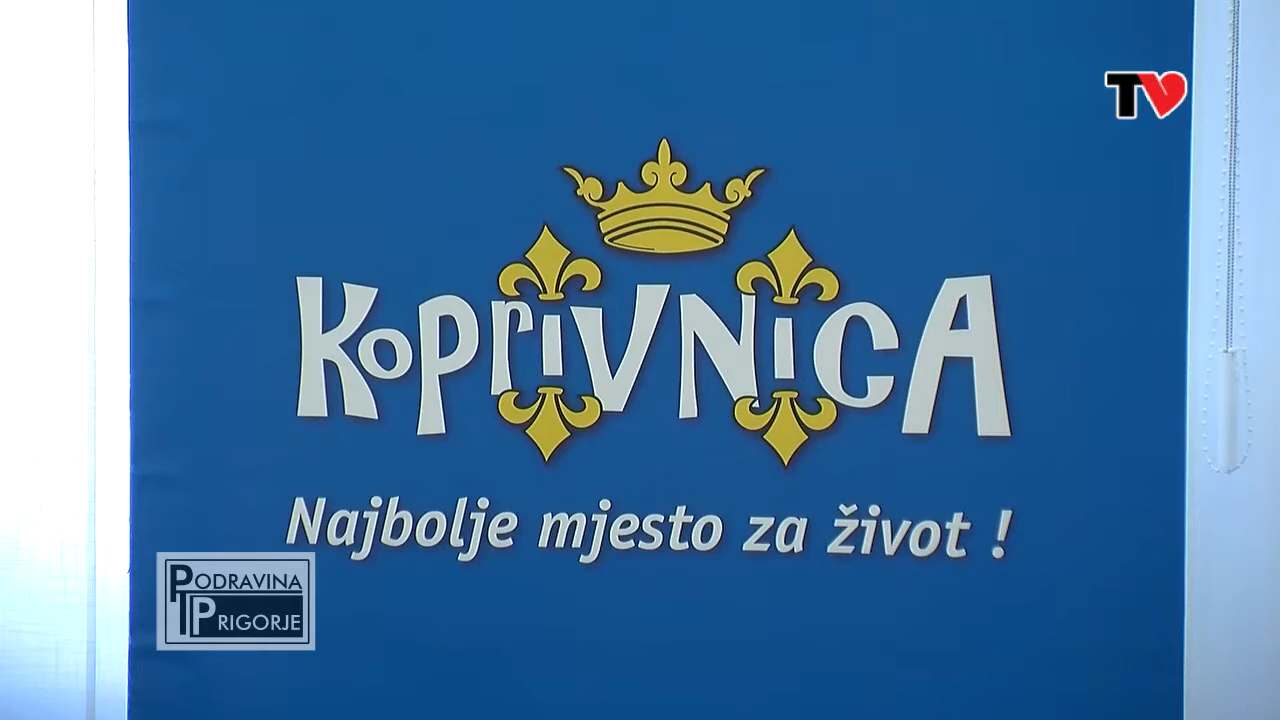 TV
KOPRIVNICA
Najbolje mjesto za život !
PODRAVINA
I PRIGORJE